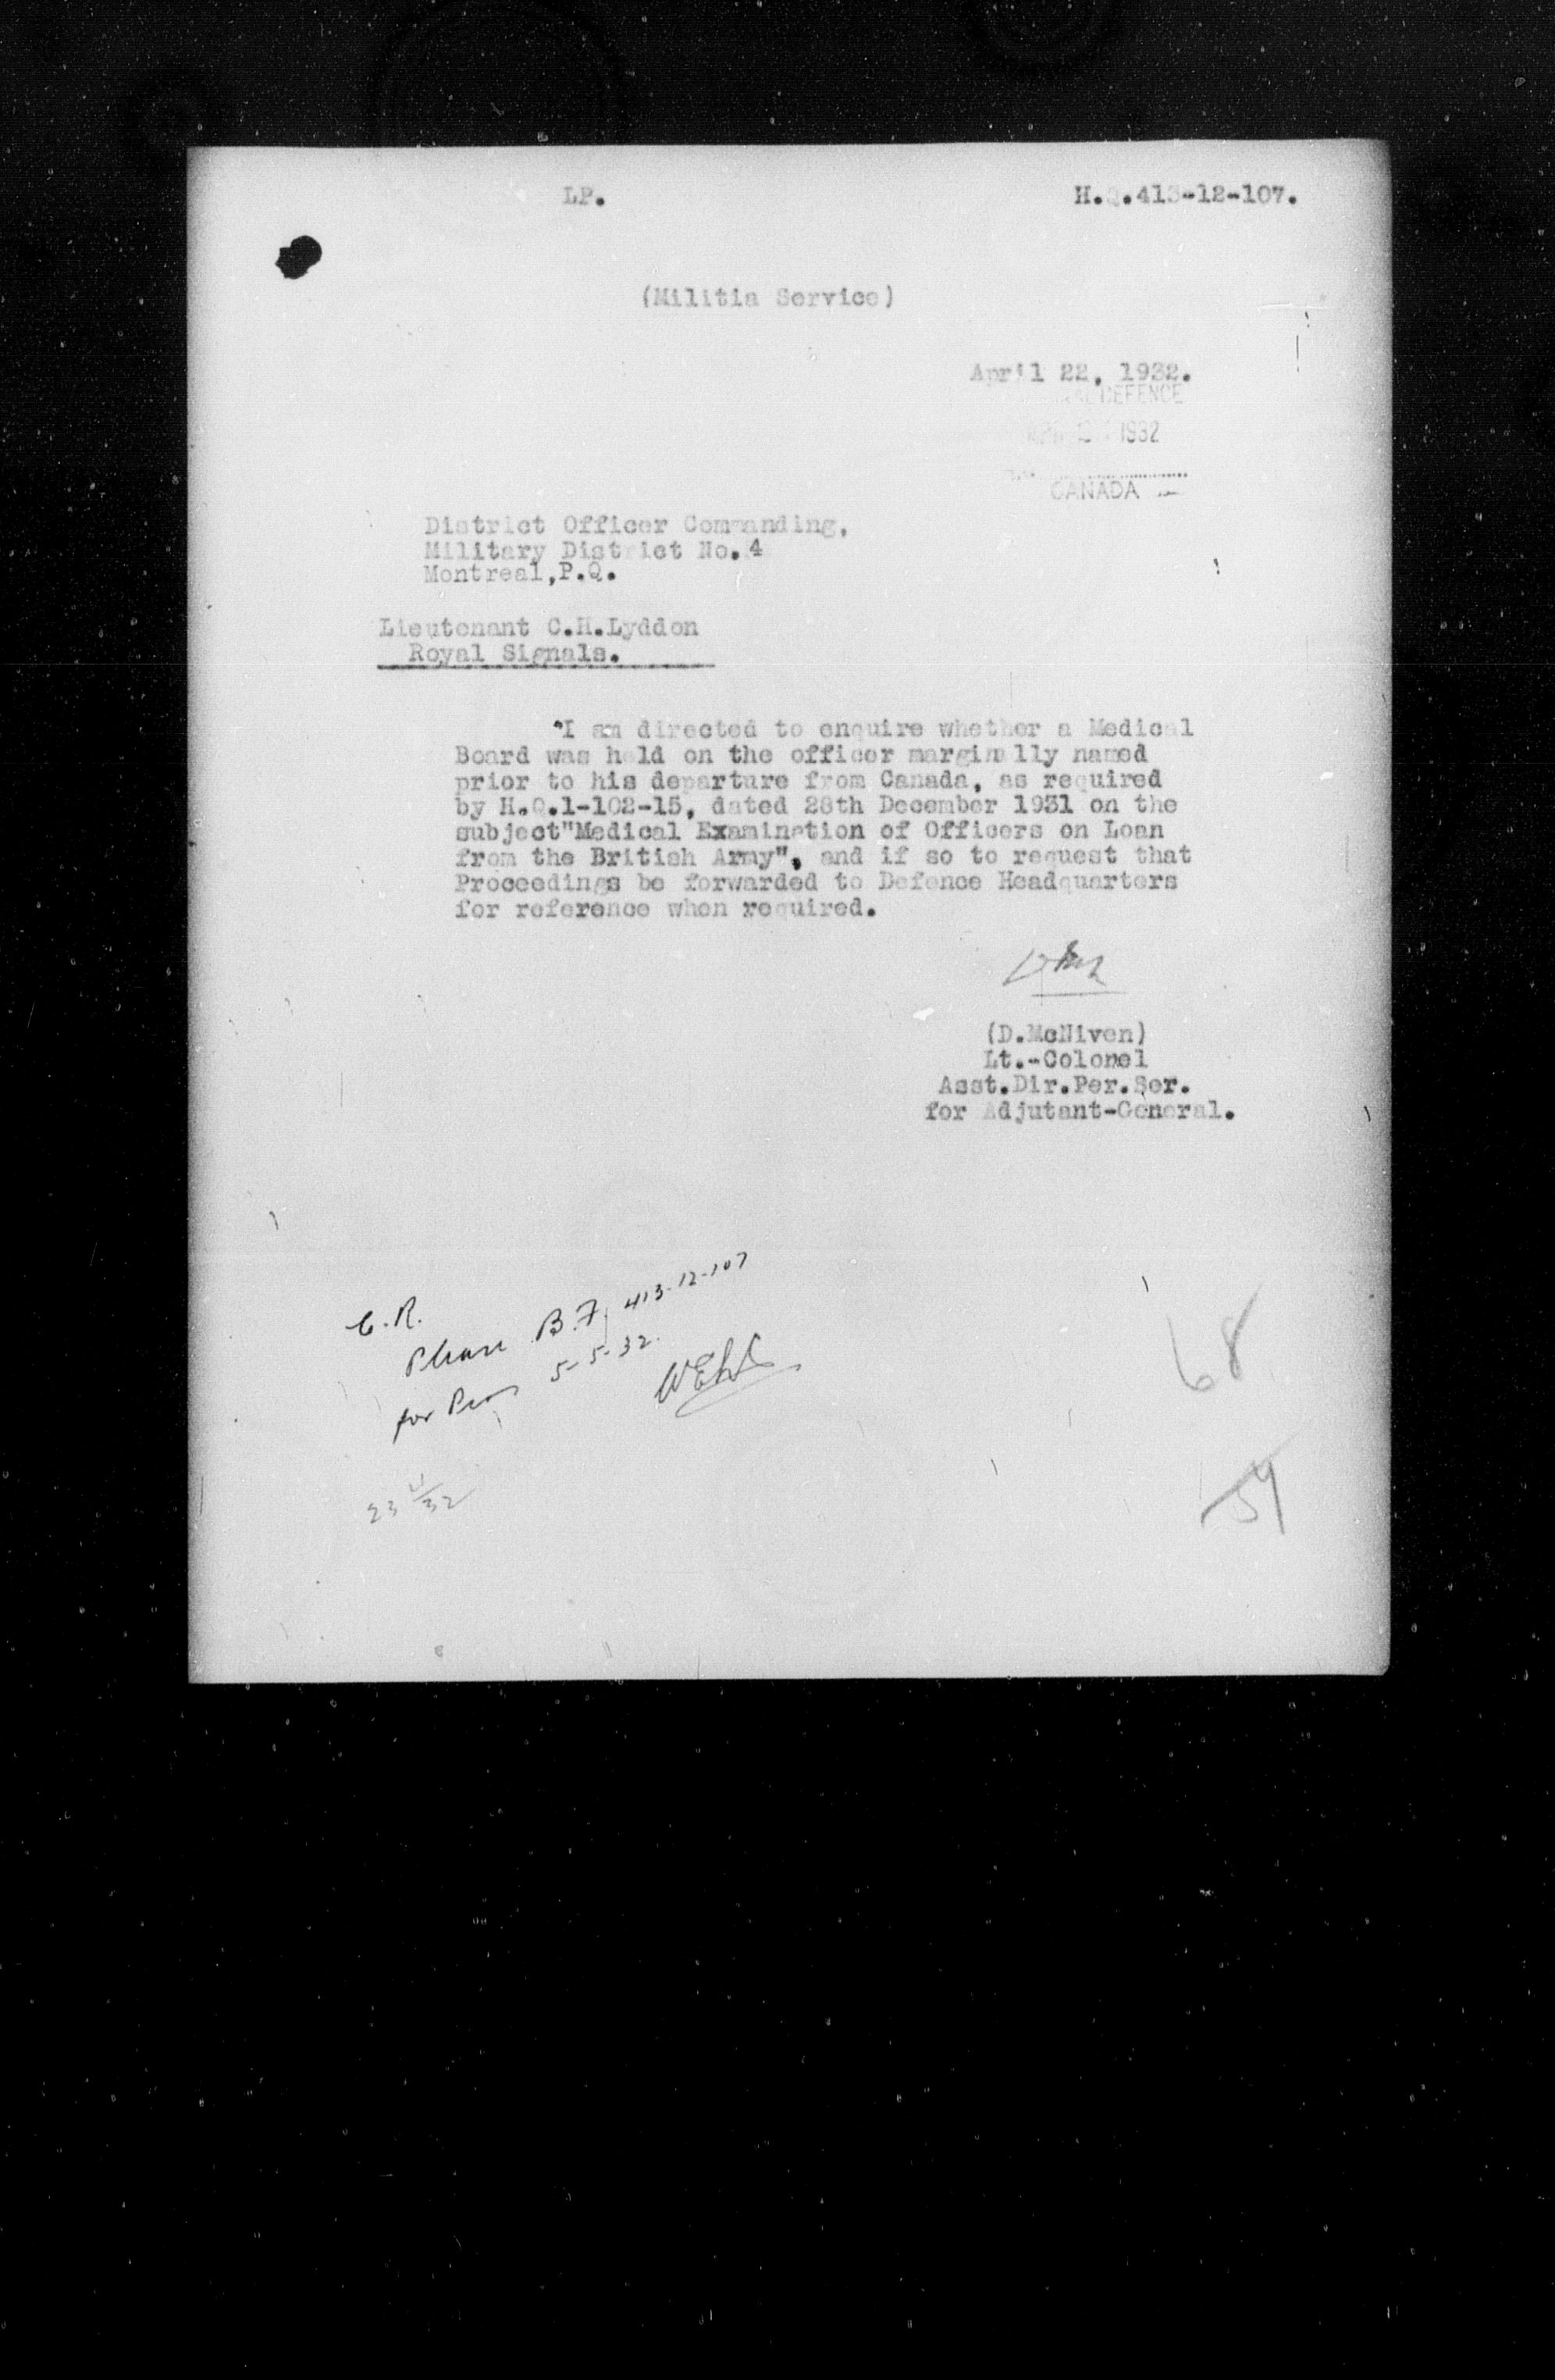 LP.
H.Q.413-12-107.
(Militia Service)
April 22, 1932.
DEFENCE
1932
CANADA
District Officer Commanding,
Military District No.4
Montreal,P.Q.
Lieutenant C.H.Lyddon
Royal Signals.
"I am directed to enquire whether a Medical
Board was held on the officer marginally named
prior to his departure from Canada, as required
by H.Q.1-102-15, dated 28th December 1931 on the
subject"Medical Examination of Officers on Loan
from the British Army", and if so to request that
Proceedings be forwarded to Defence Headquarters
for reference when required.
(D.McNiven)
Lt.-Colonel
Asst.Dir.Per.Ser.
for Adjutant-General.
C.R.
Please B.F. 413-12-107
for 5-5-32.
68
54